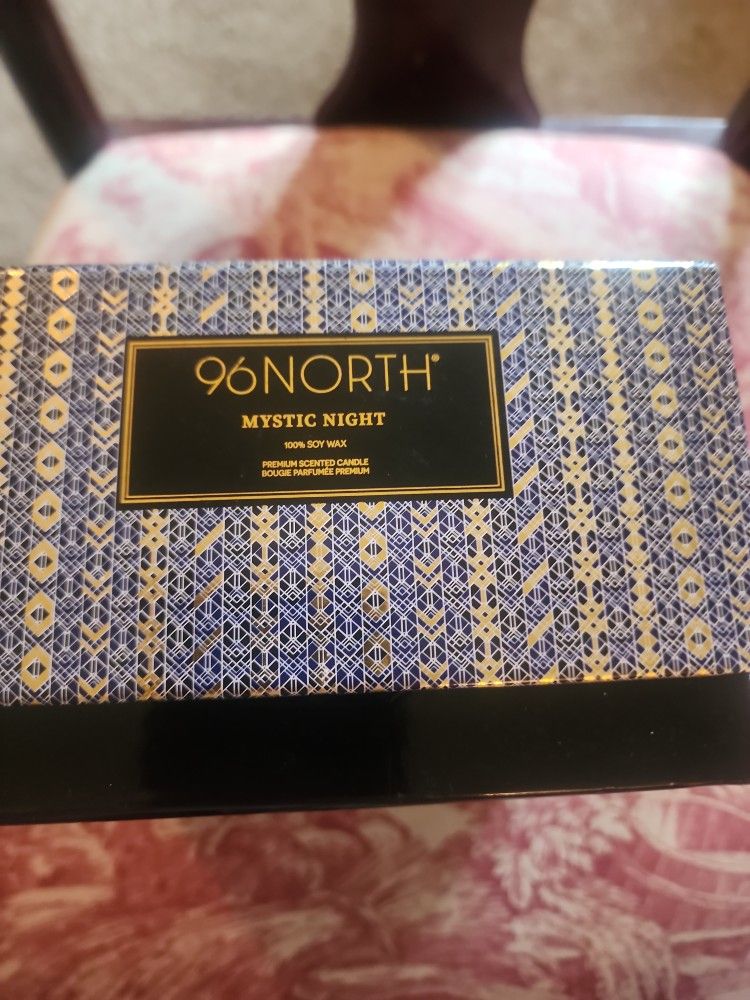 96NORTH®
MYSTIC NIGHT
100% SOY WAX
PREMIUM SCENTED CANDLE
BOUGIE PARFUMÉE PREMIUM